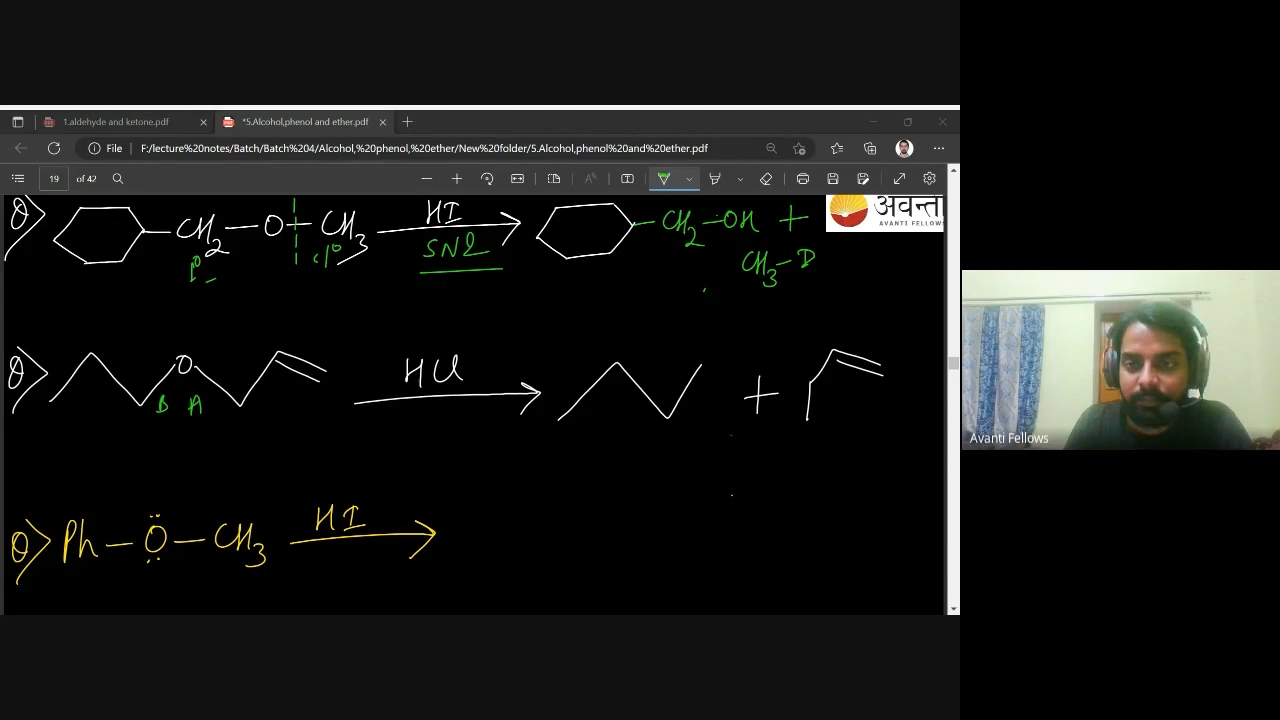 1.aldehyde and ketone.pdf
*5.Alcohol,phenol and ether.pdf
File F:/lecture%20notes/Batch/Batch%204/Alcohol,%20phenol,%20ether/New%20folder/5.Alcohol,phenol%20and%20ether.pdf
19 of 42
अवन्ता
AVANTI FELLOWS
Q> CH2 – O – CH3 HI SN2 CH2 – OH +
1° 1° CH3 – I
Q> O HCl +
B A
Q> Ph – O – CH3 HI
Avanti Fellows